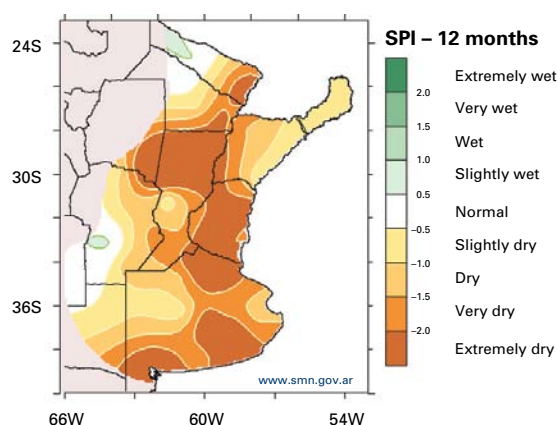 SPI – 12 months
24S
30S
36S
66W
60W
54W
www.smn.gov.ar
2.0
1.5
1.0
0.5
–0.5
–1.0
–1.5
–2.0
Extremely wet
Very wet
Wet
Slightly wet
Normal
Slightly dry
Dry
Very dry
Extremely dry